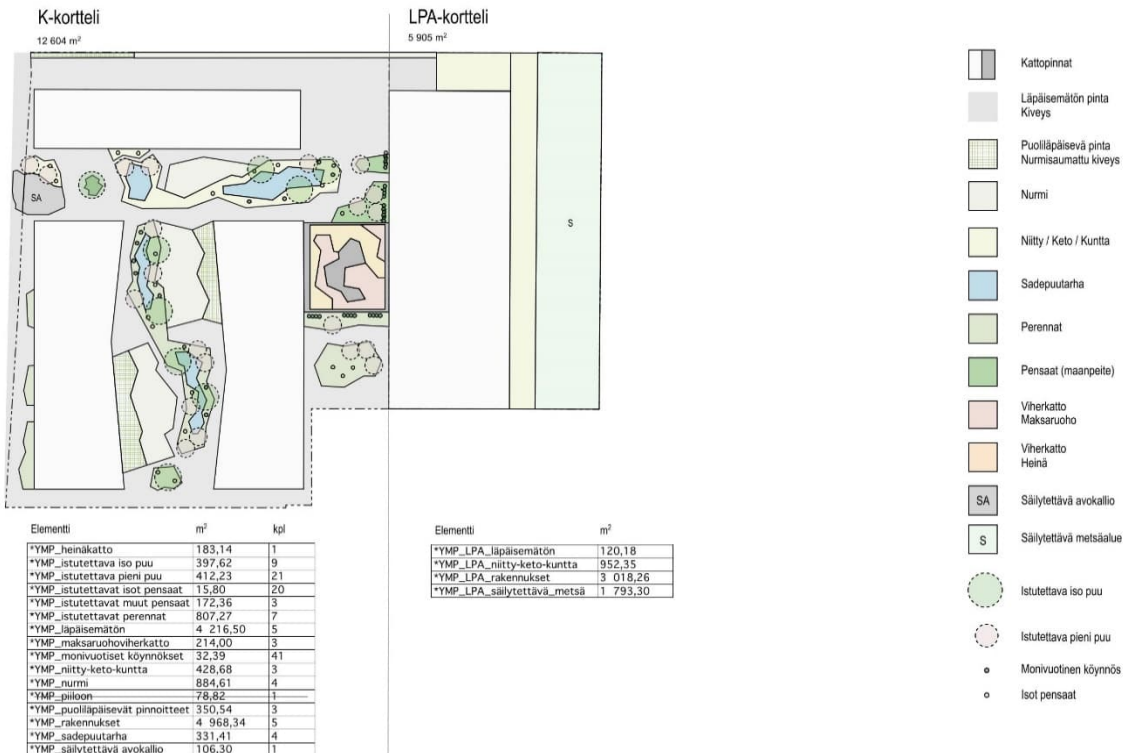 K-kortteli
12 604 m²
LPA-kortteli
5 905 m²
SA
S
Kattopinnat
Läpäisemätön pinta
Kiveys
Puoliläpäisevä pinta
Nurmisaumattu kiveys
Nurmi
Niitty / Keto / Kuntta
Sadepuutarha
Perennat
Pensaat (maanpeite)
Viherkatto
Maksaruoho
Viherkatto
Heinä
SA Säilytettävä avokallio
S Säilytettävä metsäalue
Istutettava iso puu
Istutettava pieni puu
Monivuotinen köynnös
Isot pensaat
Elementti m² kpl
*YMP_heinäkatto 183,14 1
*YMP_istutettava iso puu 397,62 9
*YMP_istutettava pieni puu 412,23 21
*YMP_istutettavat isot pensaat 15,80 20
*YMP_istutettavat muut pensaat 172,36 3
*YMP_istutettavat perennat 807,27 7
*YMP_läpäisemätön 4 216,50 5
*YMP_maksaruohoviherkatto 214,00 3
*YMP_monivuotiset köynnökset 32,39 41
*YMP_niitty-keto-kuntta 428,68 3
*YMP_nurmi 884,61 4
*YMP_piiloon 78,82 1
*YMP_puoliläpäisevät pinnoitteet 350,54 3
*YMP_rakennukset 4 968,34 5
*YMP_sadepuutarha 331,41 4
*YMP_säilytettävä avokallio 106,30 1
Elementti m²
*YMP_LPA_läpäisemätön 120,18
*YMP_LPA_niitty-keto-kuntta 952,35
*YMP_LPA_rakennukset 3 018,26
*YMP_LPA_säilytettävä_metsä 1 793,30